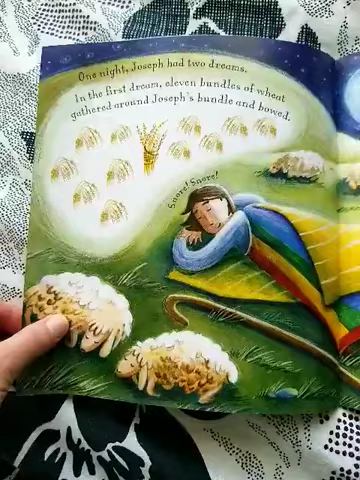 One night, Joseph had two dreams.
In the first dream, eleven bundles of wheat
gathered around Joseph's bundle and bowed.
Snore! Snore!